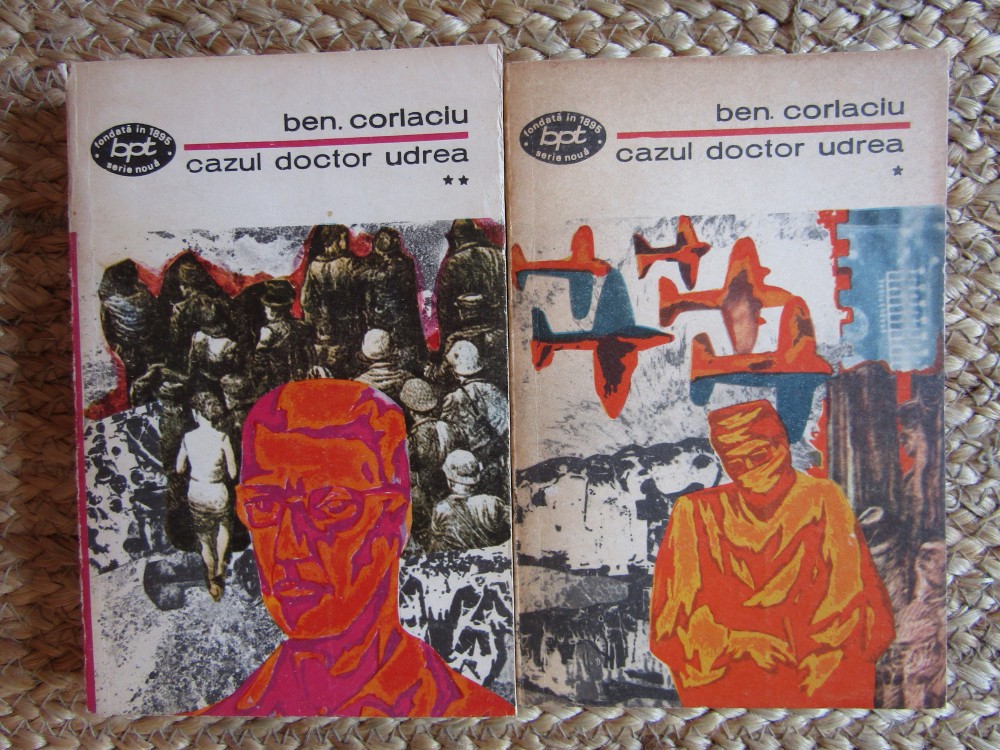 ben. corlaciu
fondată în 1895
bpt
serie nouă
cazul doctor udrea
**
ben. corlaciu
fondată în 1895
bpt
serie nouă
cazul doctor udrea
*